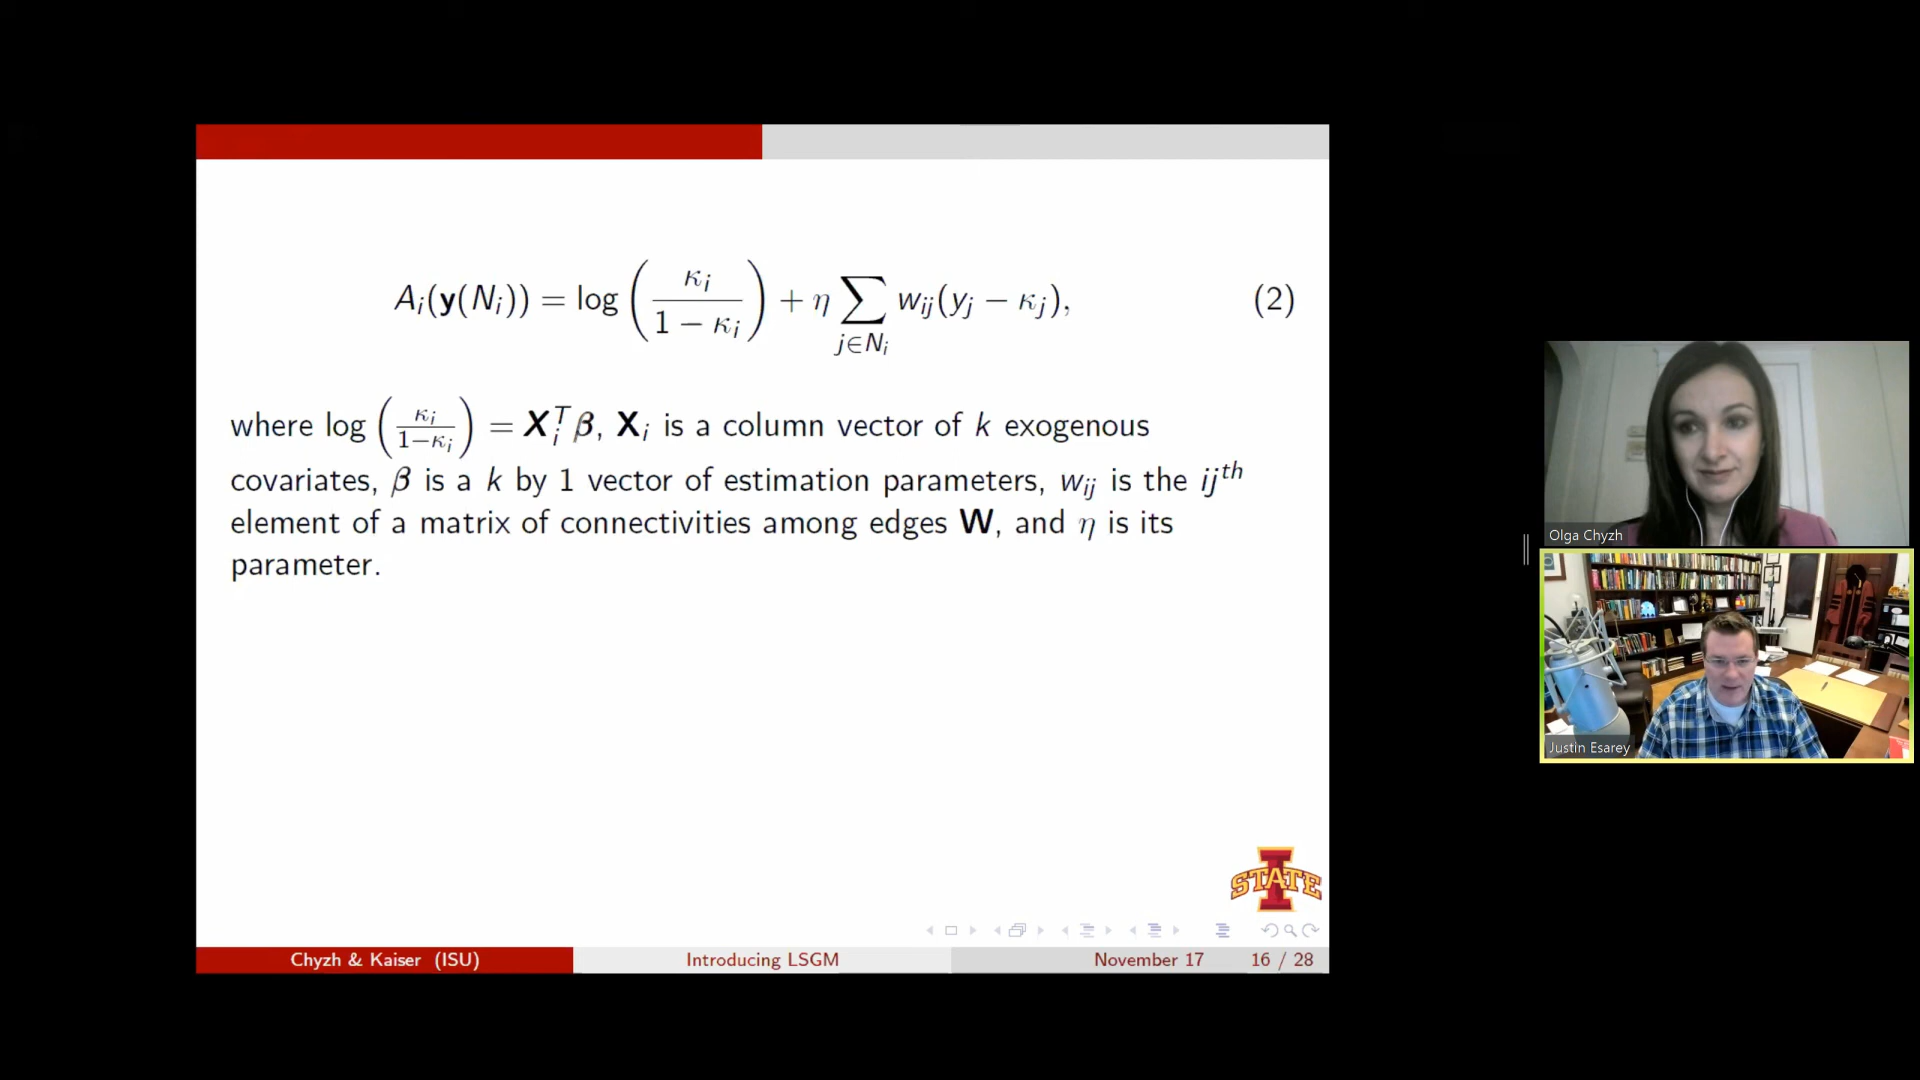 A_i(y(N_i)) = log (κ_i / 1 − κ_i) + η ∑_{j∈N_i} w_ij(y_j − κ_j), (2)
where log (κ_i / 1−κ_i) = X_i^T β, X_i is a column vector of k exogenous
covariates, β is a k by 1 vector of estimation parameters, w_ij is the ij^th
element of a matrix of connectivities among edges W, and η is its
parameter.
STATE
Chyzh & Kaiser (ISU) Introducing LSGM November 17 16 / 28
Olga Chyzh
Justin Esarey